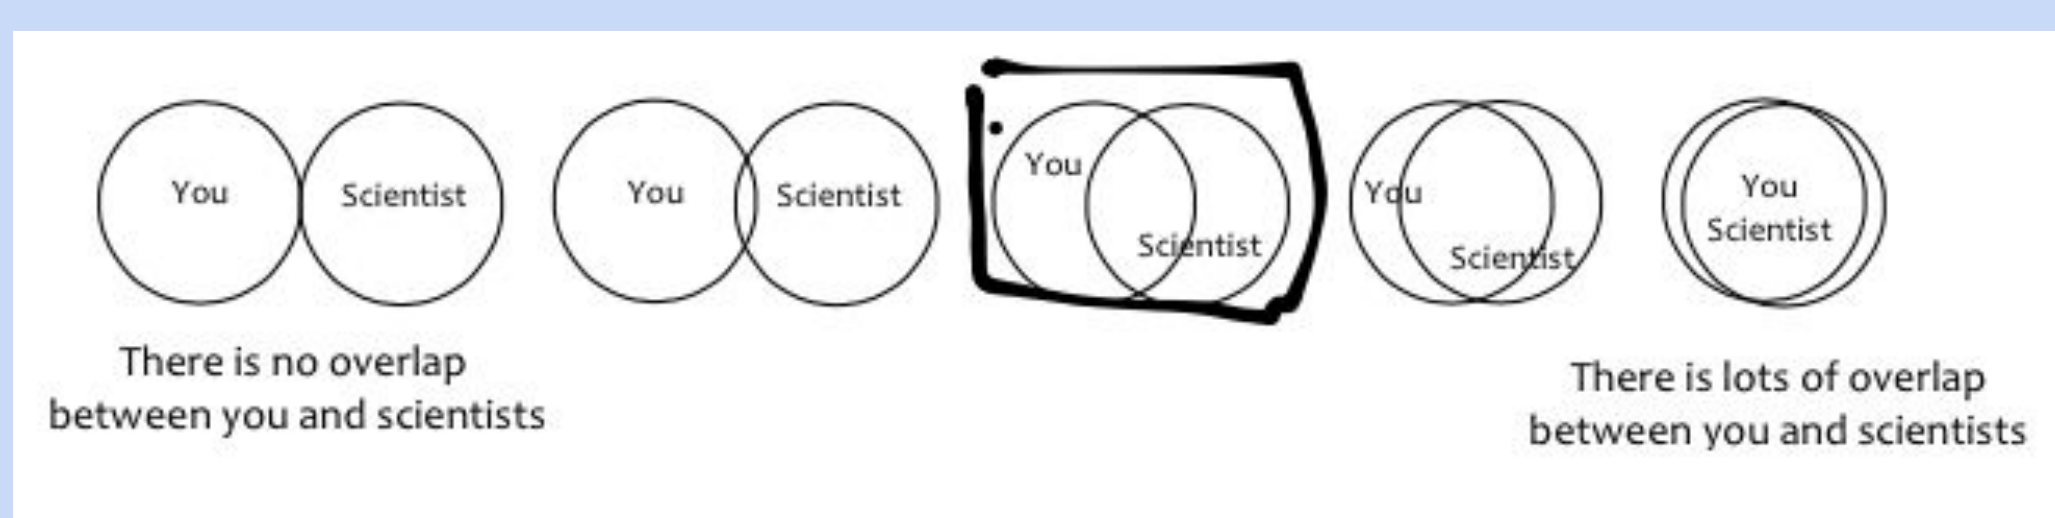 You
Scientist
You
Scientist
You
Scientist
You
Scientist
You
Scientist
There is no overlap
between you and scientists
There is lots of overlap
between you and scientists